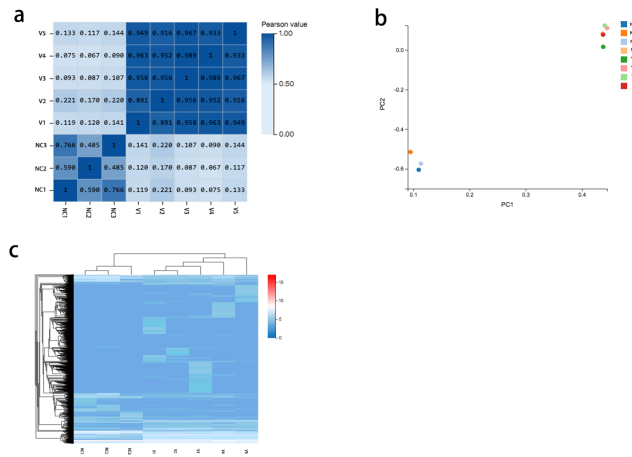 a
Pearson value
V5 0.133 0.117 0.144 0.949 0.916 0.967 0.933 1
V4 0.075 0.067 0.090 0.963 0.952 0.989 1 0.933
V3 0.093 0.087 0.107 0.958 0.956 1 0.989 0.967
V2 0.221 0.170 0.220 0.891 1 0.956 0.952 0.916
V1 0.119 0.120 0.141 1 0.891 0.958 0.963 0.949
NC3 0.766 0.485 1 0.141 0.220 0.107 0.090 0.144
NC2 0.590 1 0.485 0.120 0.170 0.087 0.067 0.117
NC1 1 0.590 0.766 0.119 0.221 0.093 0.075 0.133
NC1 NC2 NC3 V1 V2 V3 V4 V5
1.00
0.50
0.00
b
PC2
0.0
-0.2
-0.4
-0.6
0.1 0.2 0.3 0.4
PC1
c
15
10
5
0